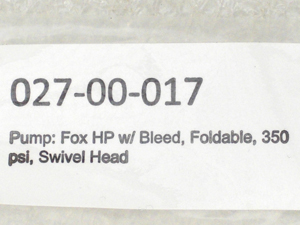 027-00-017
Pump: Fox HP w/ Bleed, Foldable, 350
psi, Swivel Head